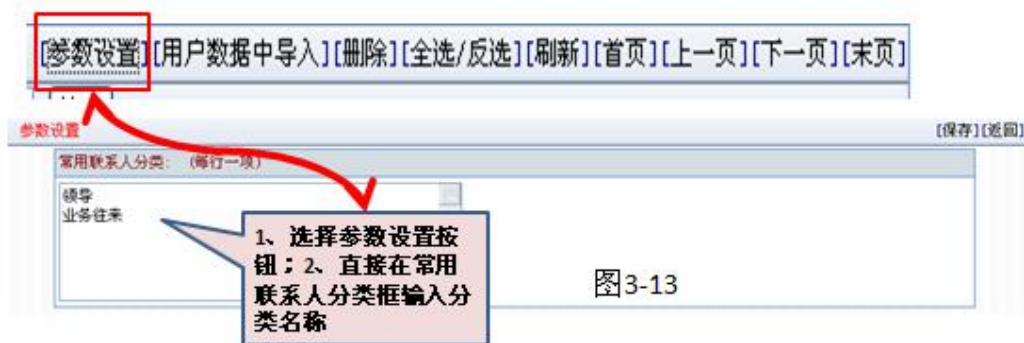 [参数设置][用户数据中导入][删除][全选/反选][刷新][首页][上一页][下一页][末页]
参数设置
[保存][返回]
常用联系人分类： （每行一项）
领导
业务往来
1、选择参数设置按
钮；2、直接在常用
联系人分类框输入分
类名称
图3-13